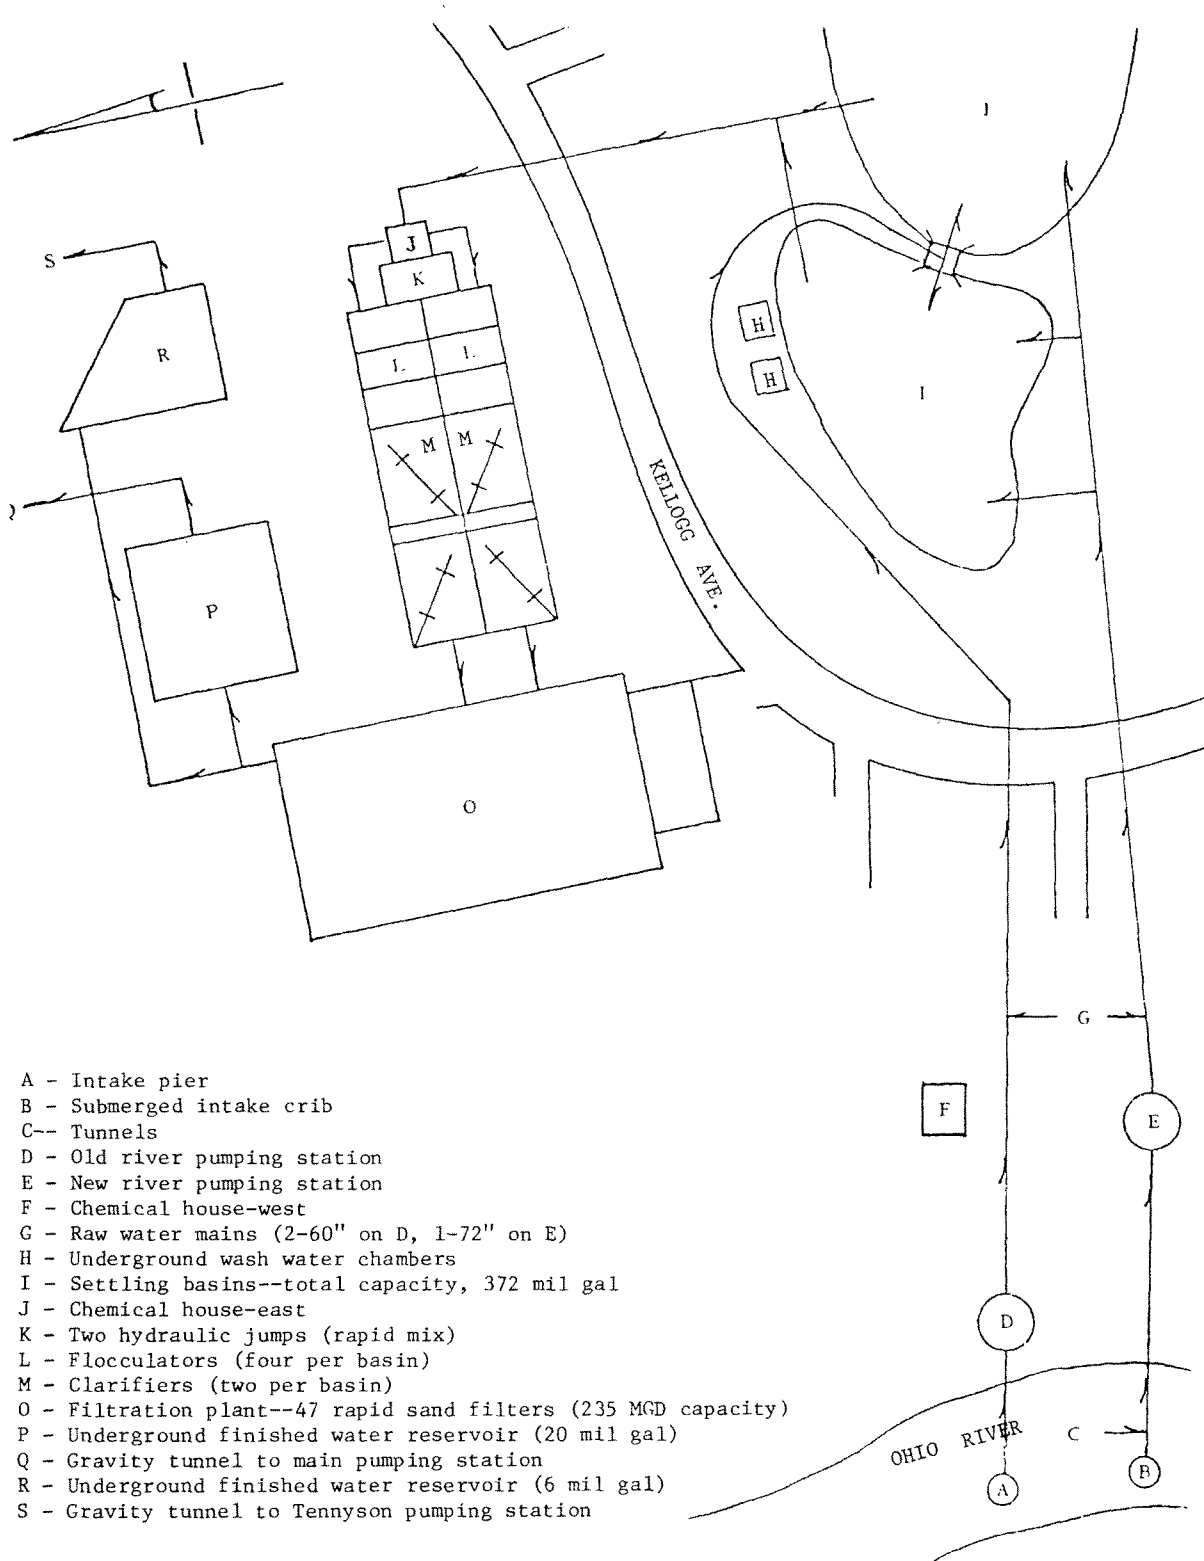 I
S
J
K
H
R
L
L
H
I
M
M
KELLOGG AVE.
Q
P
O
G
F
E
D
C
OHIO RIVER
B
A
A - Intake pier
B - Submerged intake crib
C-- Tunnels
D - Old river pumping station
E - New river pumping station
F - Chemical house-west
G - Raw water mains (2-60" on D, 1-72" on E)
H - Underground wash water chambers
I - Settling basins--total capacity, 372 mil gal
J - Chemical house-east
K - Two hydraulic jumps (rapid mix)
L - Flocculators (four per basin)
M - Clarifiers (two per basin)
O - Filtration plant--47 rapid sand filters (235 MGD capacity)
P - Underground finished water reservoir (20 mil gal)
Q - Gravity tunnel to main pumping station
R - Underground finished water reservoir (6 mil gal)
S - Gravity tunnel to Tennyson pumping station